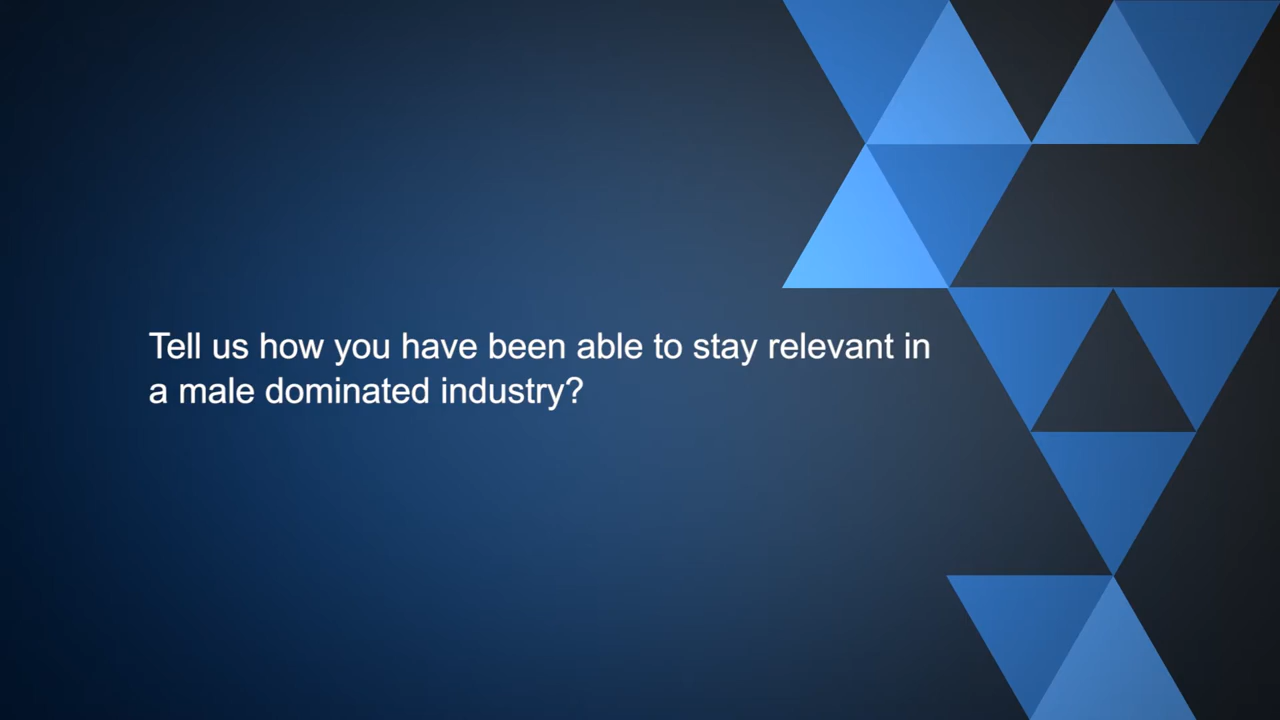 Tell us how you have been able to stay relevant in
a male dominated industry?